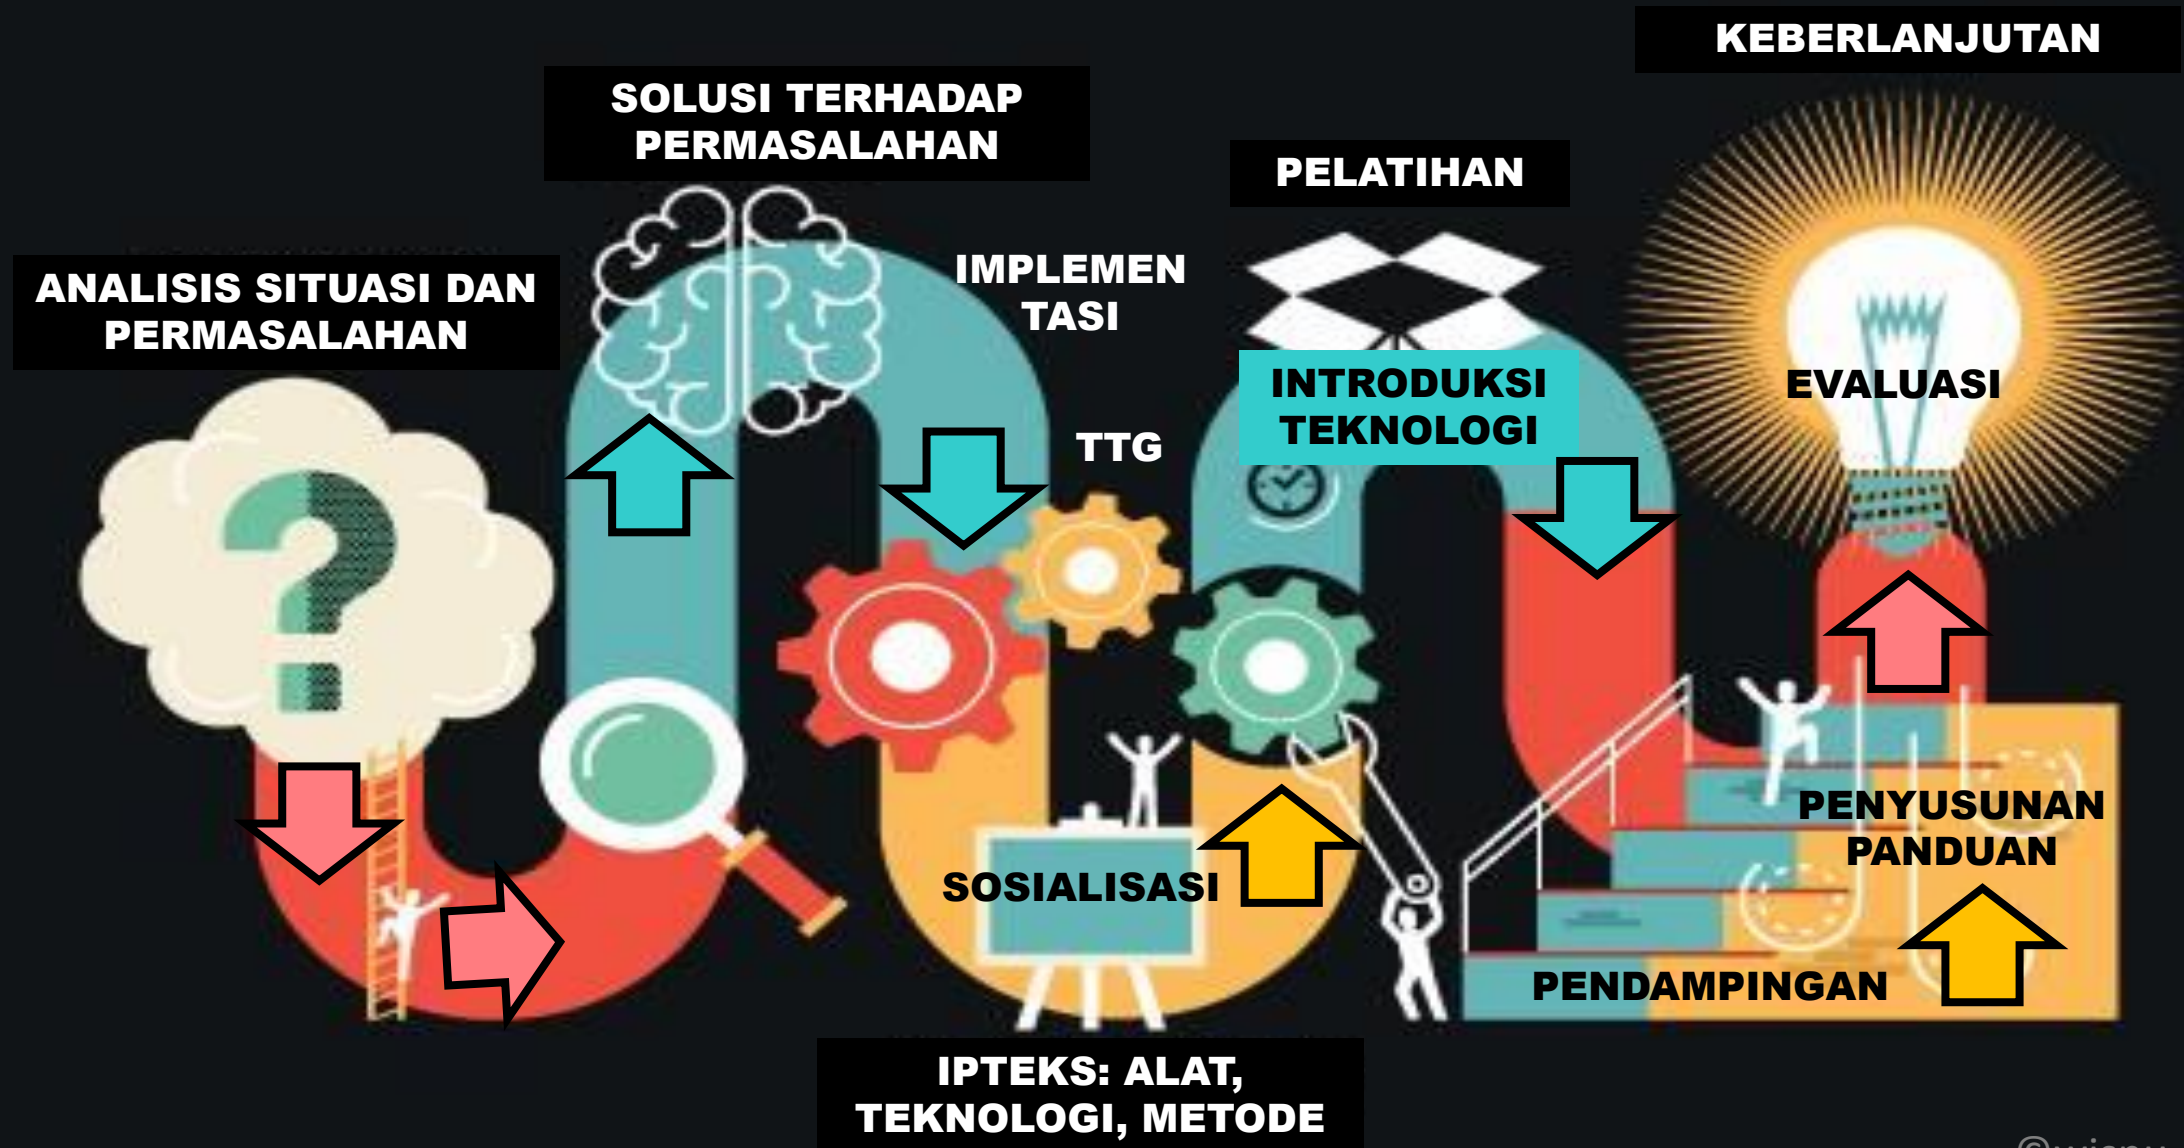 KEBERLANJUTAN
SOLUSI TERHADAP
PERMASALAHAN
PELATIHAN
ANALISIS SITUASI DAN
PERMASALAHAN
IMPLEMEN
TASI
INTRODUKSI
TEKNOLOGI
EVALUASI
TTG
PENYUSUNAN
PANDUAN
SOSIALISASI
PENDAMPINGAN
IPTEKS: ALAT,
TEKNOLOGI, METODE